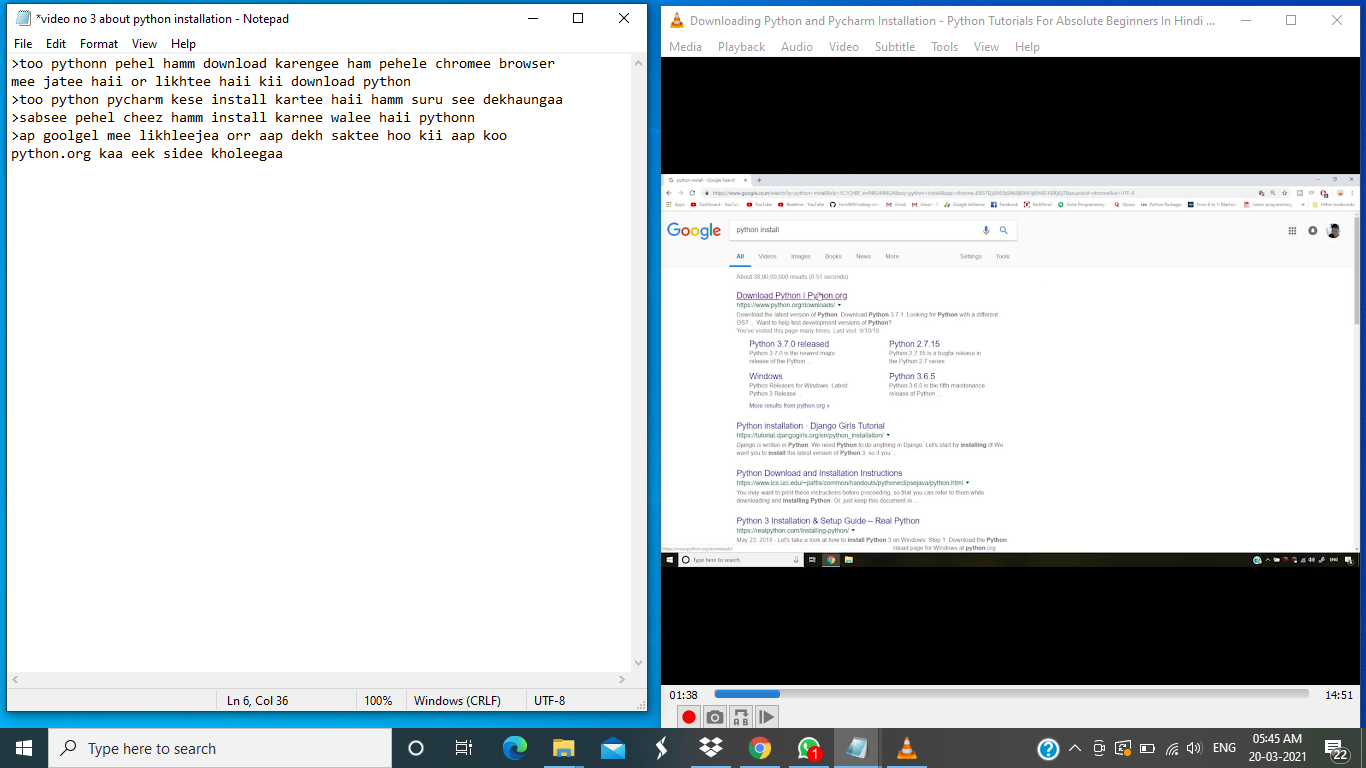 *video no 3 about python installation - Notepad
File Edit Format View Help
>too pythonn pehel hamm download karengee ham pehele chromee browser
mee jatee haii or likhtee haii kii download python
>too python pycharm kese install kartee haii hamm suru see dekhaungaa
>sabsee pehel cheez hamm install karnee walee haii pythonn
>ap goolgel mee likhleejea orr aap dekh saktee hoo kii aap koo
python.org kaa eek sidee kholeegaa
Ln 6, Col 36 100% Windows (CRLF) UTF-8
Downloading Python and Pycharm Installation - Python Tutorials For Absolute Beginners In Hindi ...
Media Playback Audio Video Subtitle Tools View Help
python install - Google Search
Google
python install
All Videos Images Books News More Settings Tools
About 38,90,00,000 results (0.51 seconds)
Download Python | Python.org
https://www.python.org/downloads/
Download the latest version of Python. Download Python 3.7.1. Looking for Python with a different
OS? ... Want to help test development versions of Python?
You've visited this page many times. Last visit: 9/10/18
Python 3.7.0 released
Python 3.7.0 is the newest major
release of the Python ...
Python 2.7.15
Python 2.7.15 is a bugfix release in
the Python 2.7 series.
Windows
Python Releases for Windows. Latest
Python 3 Release ...
Python 3.6.5
Python 3.6.5 is the fifth maintenance
release of Python ...
More results from python.org »
Python installation · Django Girls Tutorial
https://tutorial.djangogirls.org/en/python_installation/
Django is written in Python. We need Python to do anything in Django. Let's start by installing it! We
want you to install the latest version of Python 3, so if you ...
Python Download and Installation Instructions
https://www.ics.uci.edu/~pattis/common/handouts/pythoneclipsejava/python.html
You may want to print these instructions before proceeding, so that you can refer to them while
downloading and installing Python. Or, just keep this document in ...
Python 3 Installation & Setup Guide – Real Python
https://realpython.com/installing-python/
May 23, 2018 - Let's take a look at how to install Python 3 on Windows. Step 1: Download the Python
nload page for Windows at python.org
https://www.python.org/downloads/
Type here to search
01:38 14:51
Type here to search
1
ENG
05:45 AM
20-03-2021
22